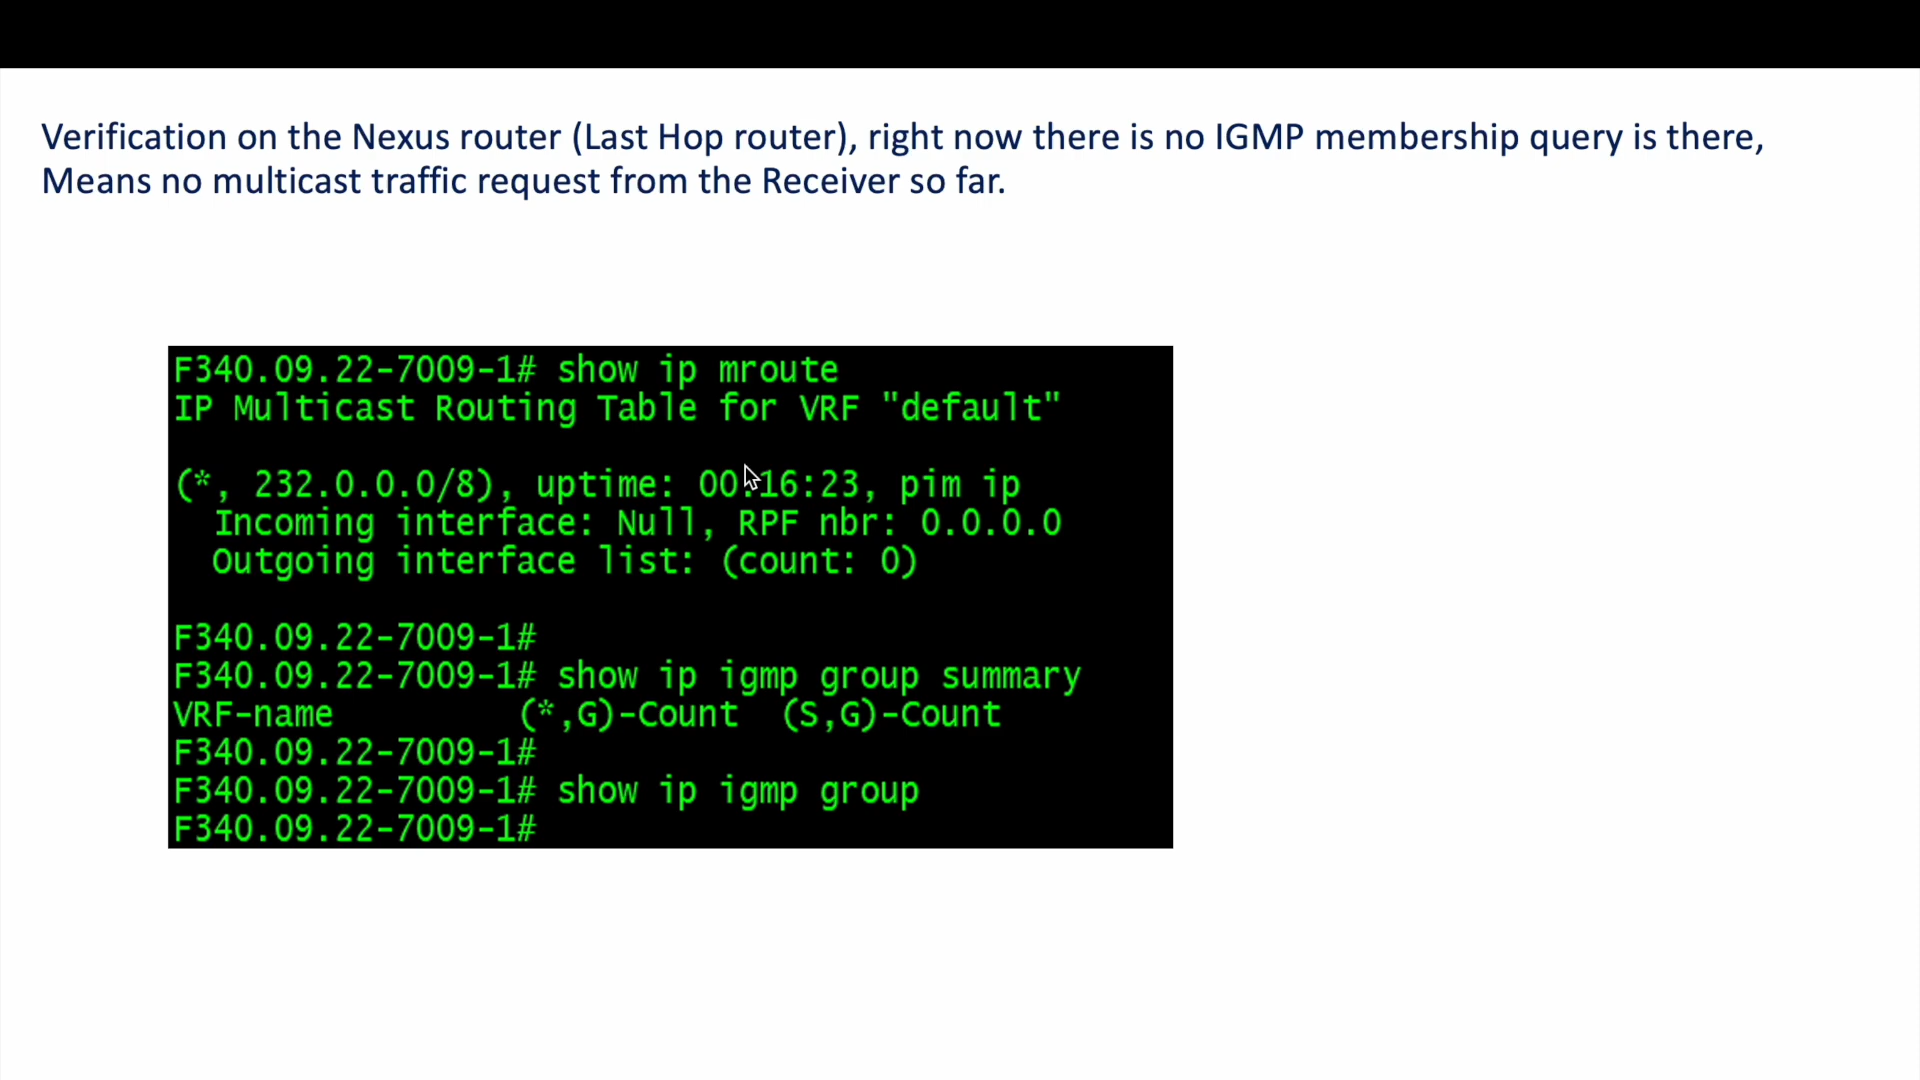 Verification on the Nexus router (Last Hop router), right now there is no IGMP membership query is there,
Means no multicast traffic request from the Receiver so far.
F340.09.22-7009-1# show ip mroute
IP Multicast Routing Table for VRF "default"
(*, 232.0.0.0/8), uptime: 00:16:23, pim ip
Incoming interface: Null, RPF nbr: 0.0.0.0
Outgoing interface list: (count: 0)
F340.09.22-7009-1#
F340.09.22-7009-1# show ip igmp group summary
VRF-name (*,G)-Count (S,G)-Count
F340.09.22-7009-1#
F340.09.22-7009-1# show ip igmp group
F340.09.22-7009-1#